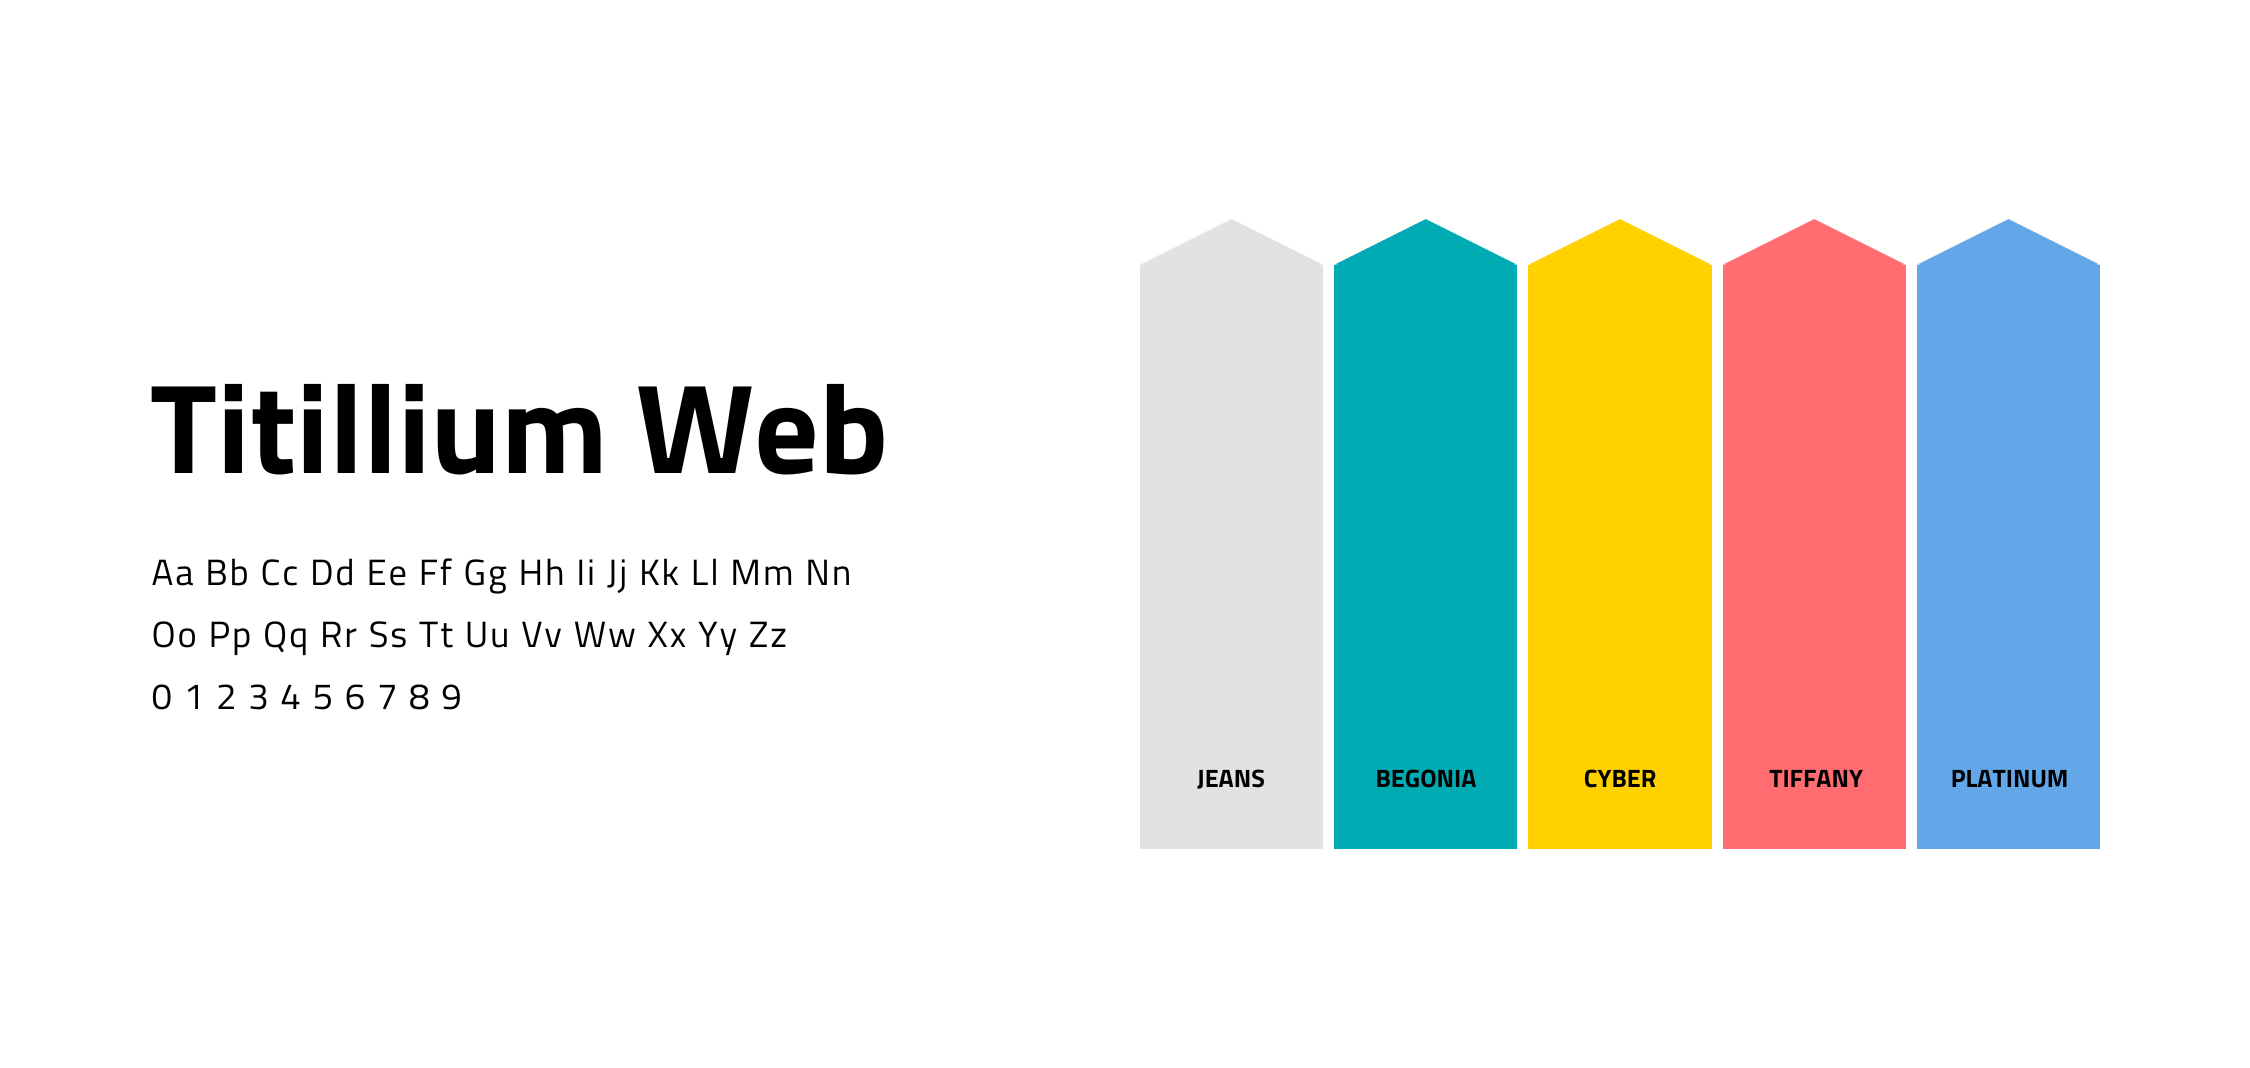 Titillium Web
Aa Bb Cc Dd Ee Ff Gg Hh Ii Jj Kk Ll Mm Nn
Oo Pp Qq Rr Ss Tt Uu Vv Ww Xx Yy Zz
0 1 2 3 4 5 6 7 8 9
JEANS
BEGONIA
CYBER
TIFFANY
PLATINUM